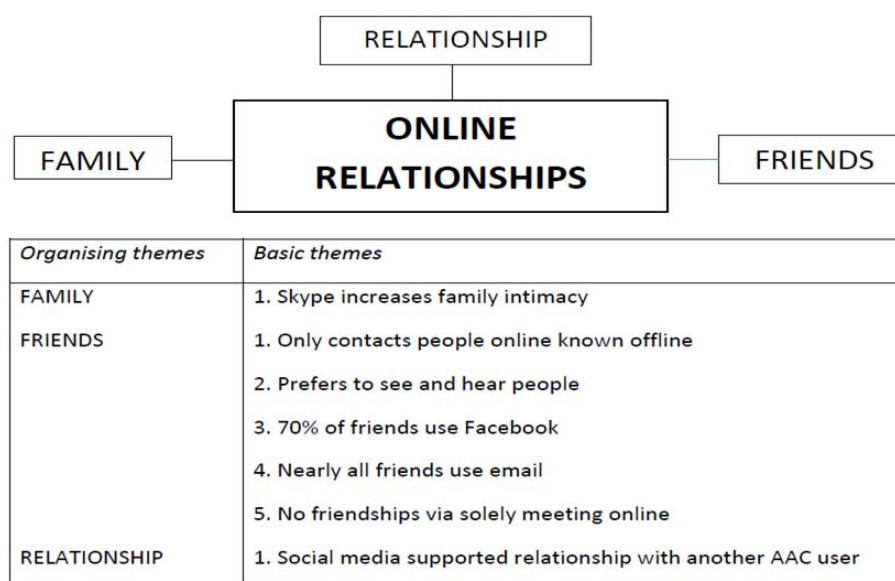 RELATIONSHIP
ONLINE
RELATIONSHIPS
FAMILY
FRIENDS
Organising themes Basic themes
FAMILY 1. Skype increases family intimacy
FRIENDS 1. Only contacts people online known offline
2. Prefers to see and hear people
3. 70% of friends use Facebook
4. Nearly all friends use email
5. No friendships via solely meeting online
RELATIONSHIP 1. Social media supported relationship with another AAC user